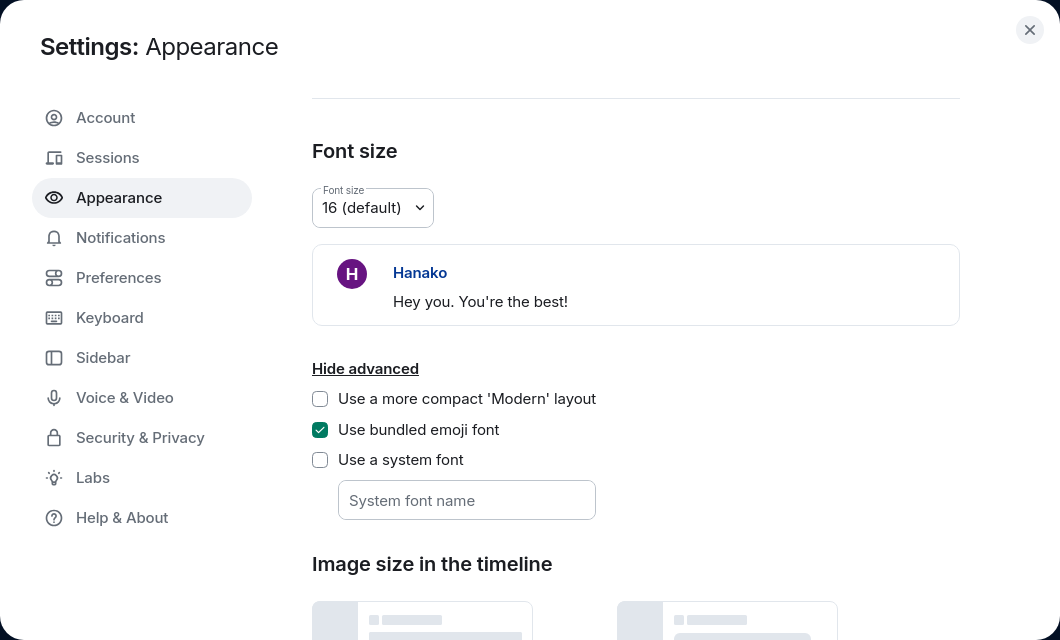 Settings: Appearance
Account
Sessions
Appearance
Notifications
Preferences
Keyboard
Sidebar
Voice & Video
Security & Privacy
Labs
Help & About
Font size
Font size
16 (default)
H
Hanako
Hey you. You're the best!
Hide advanced
Use a more compact 'Modern' layout
Use bundled emoji font
Use a system font
System font name
Image size in the timeline